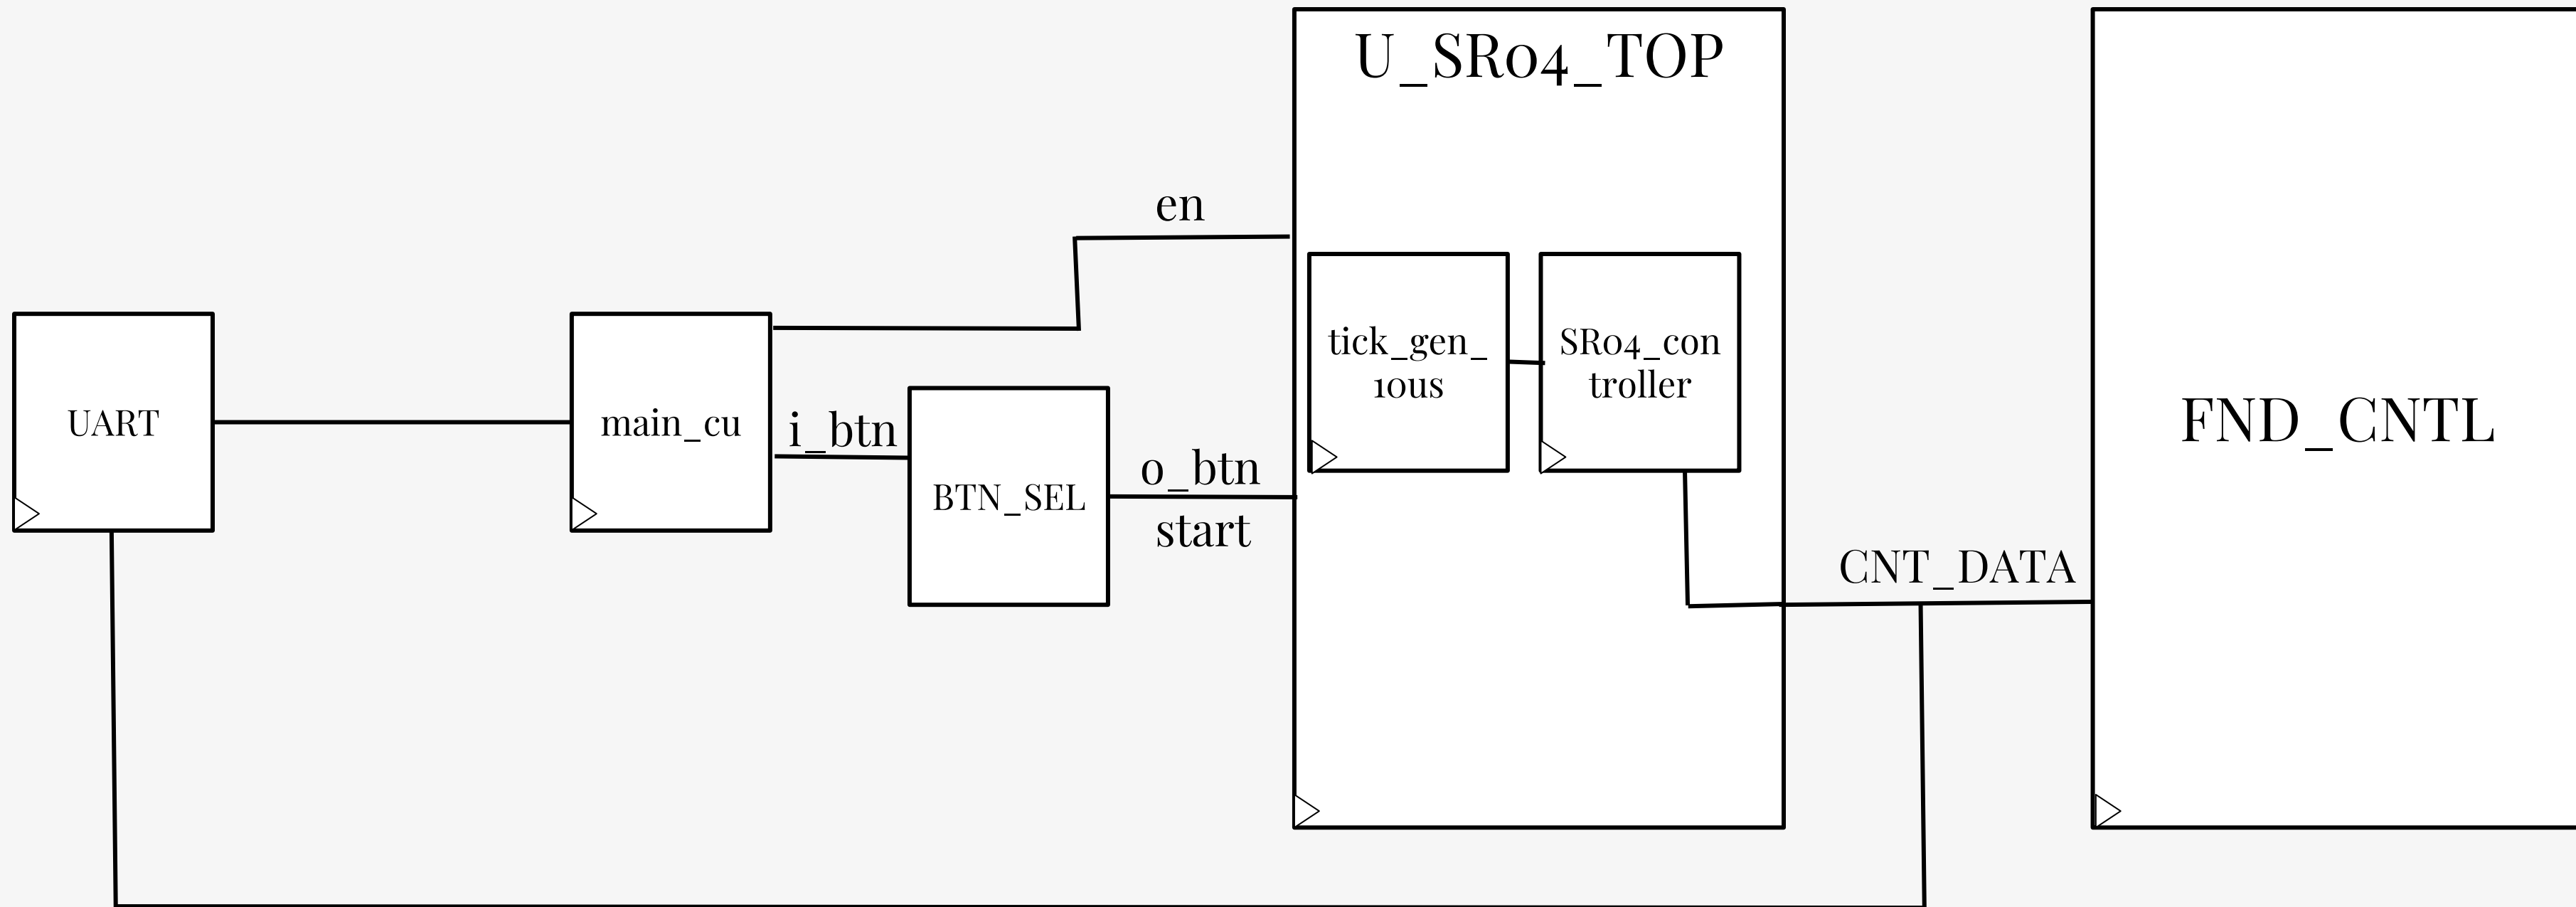 U_SR04_TOP
en
tick_gen_
10us
SR04_con
troller
UART
main_cu
i_btn
BTN_SEL
o_btn
start
CNT_DATA
FND_CNTL